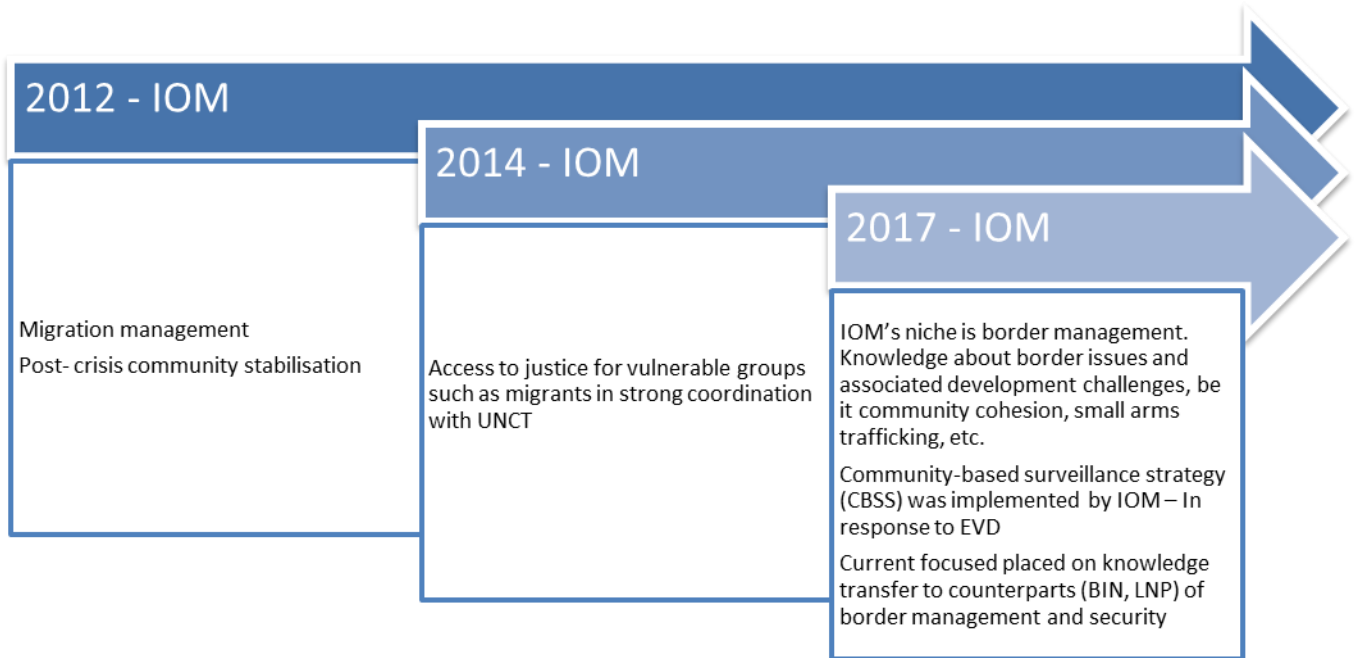 2012 - IOM
Migration management
Post- crisis community stabilisation
2014 - IOM
Access to justice for vulnerable groups
such as migrants in strong coordination
with UNCT
2017 - IOM
IOM’s niche is border management.
Knowledge about border issues and
associated development challenges, be
it community cohesion, small arms
trafficking, etc.
Community-based surveillance strategy
(CBSS) was implemented by IOM – In
response to EVD
Current focused placed on knowledge
transfer to counterparts (BIN, LNP) of
border management and security